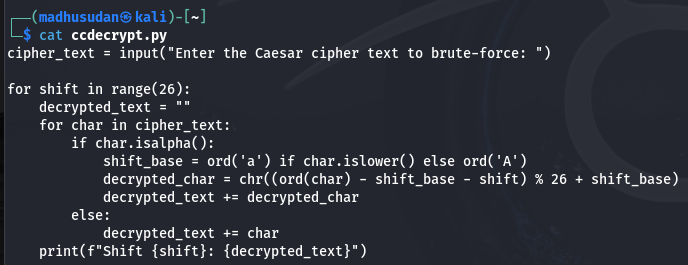 ┌──(madhusudan㉿kali)-[~]
└─$ cat ccdecrypt.py
cipher_text = input("Enter the Caesar cipher text to brute-force: ")

for shift in range(26):
    decrypted_text = ""
    for char in cipher_text:
        if char.isalpha():
            shift_base = ord('a') if char.islower() else ord('A')
            decrypted_char = chr((ord(char) - shift_base - shift) % 26 + shift_base)
            decrypted_text += decrypted_char
        else:
            decrypted_text += char
    print(f"Shift {shift}: {decrypted_text}")